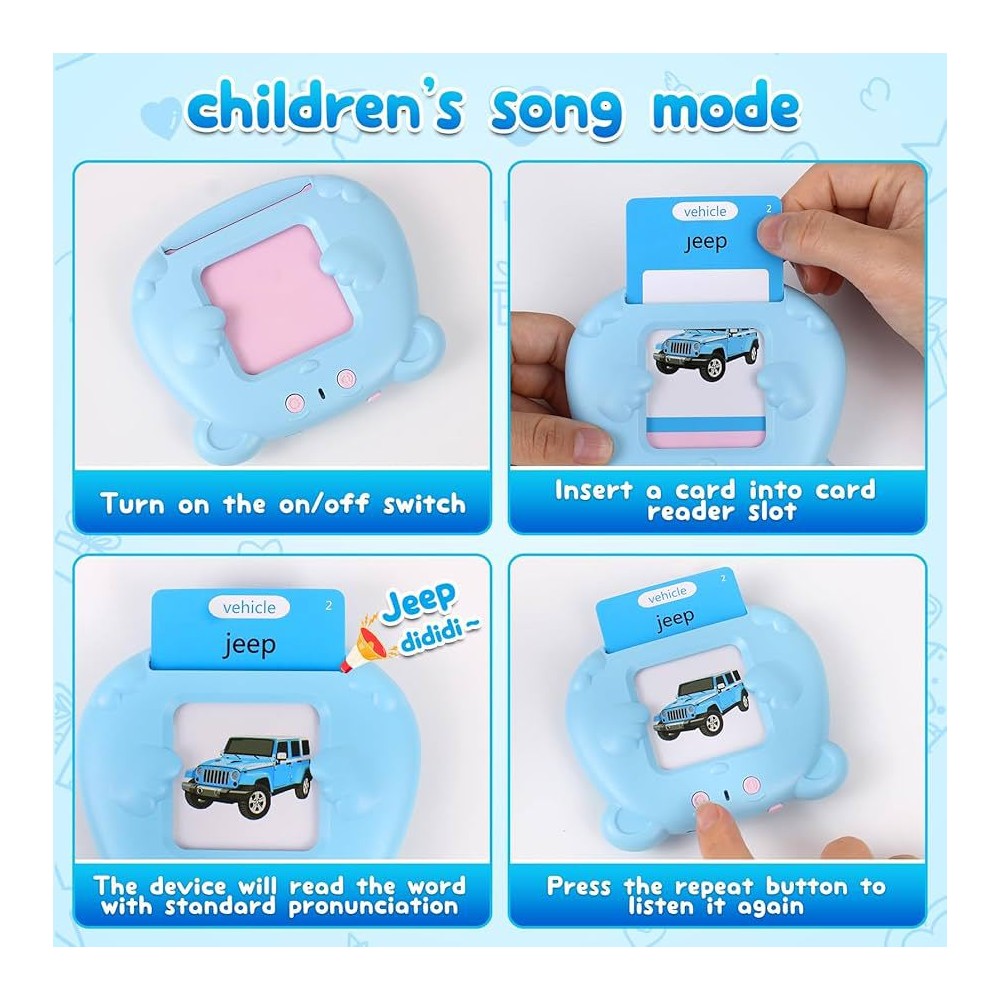 children's song mode
Turn on the on/off switch
vehicle
2
jeep
Insert a card into card
reader slot
vehicle
2
jeep
Jeep
dididi~
The device will read the word
with standard pronunciation
vehicle
2
jeep
Press the repeat button to
listen it again